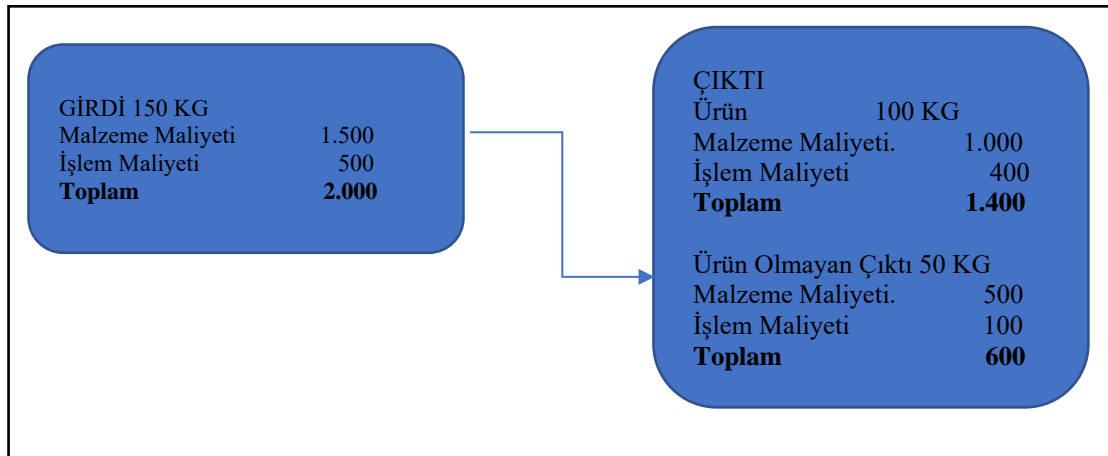 GİRDİ 150 KG
Malzeme Maliyeti 1.500
İşlem Maliyeti 500
Toplam 2.000
ÇIKTI
Ürün 100 KG
Malzeme Maliyeti. 1.000
İşlem Maliyeti 400
Toplam 1.400
Ürün Olmayan Çıktı 50 KG
Malzeme Maliyeti. 500
İşlem Maliyeti 100
Toplam 600